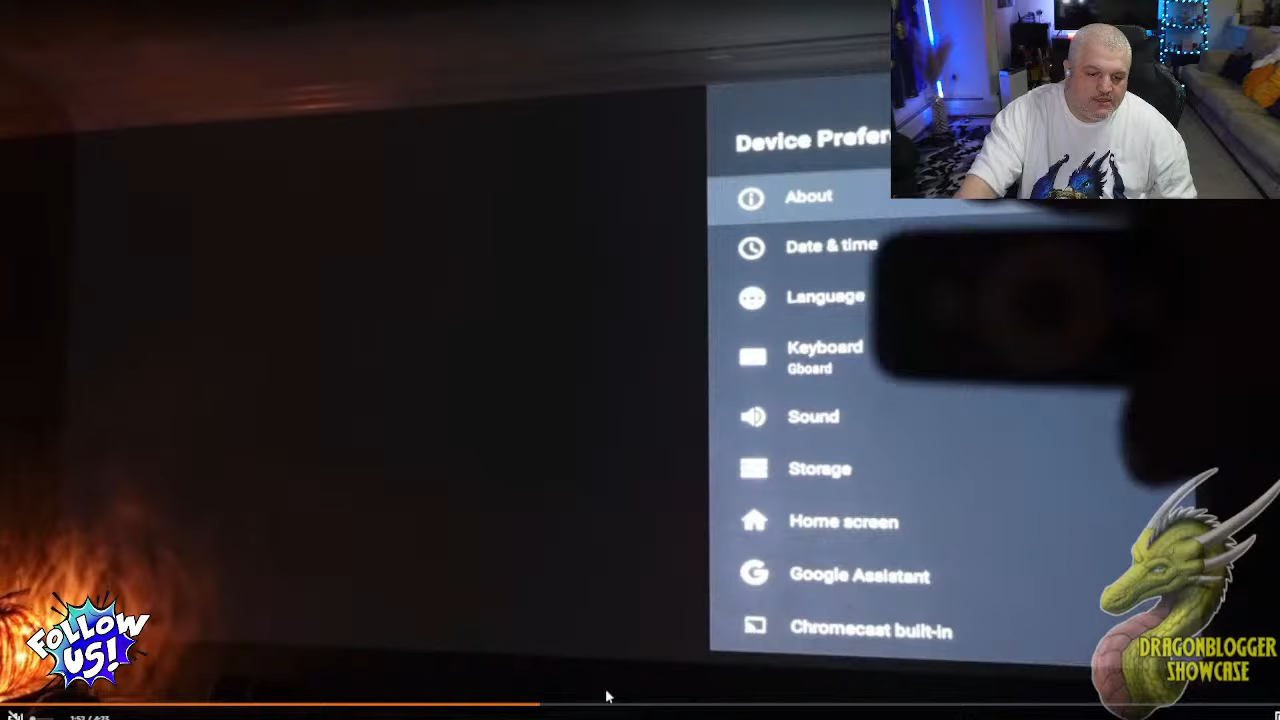 Device Prefer
About
Date & time
Language
Keyboard
Gboard
Sound
Storage
Home screen
Google Assistant
Chromecast built-in
FOLLOW
US!
DRAGONBLOGGER
SHOWCASE